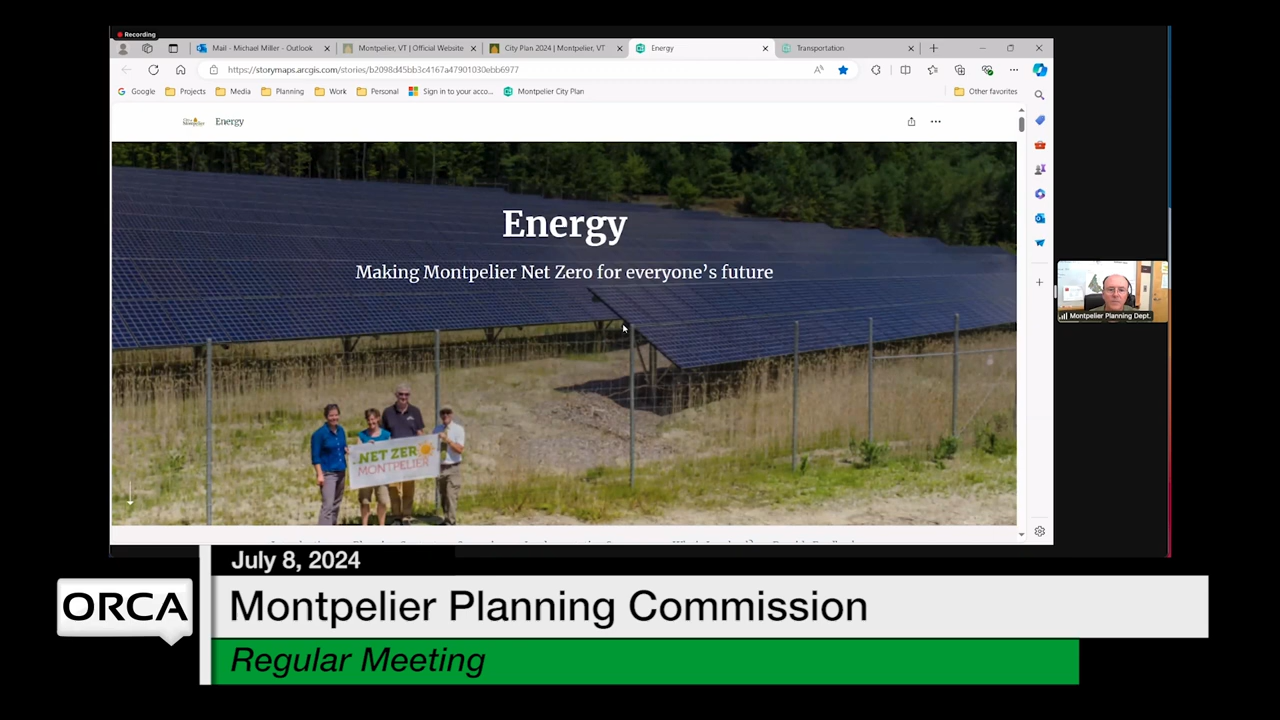 Recording
Mail - Michael Miller - Outlook
Montpelier, VT | Official Website
City Plan 2024 | Montpelier, VT
Energy
Transportation
https://storymaps.arcgis.com/stories/b2098d45bb3c4167a47901030ebb6977
Google
Projects
Media
Planning
Work
Personal
Sign in to your acco...
Montpelier City Plan
Other favorites
Montpelier
Energy
Energy
Making Montpelier Net Zero for everyone's future
NET ZERO
MONTPELIER
Montpelier Planning Dept.
July 8, 2024
ORCA
Montpelier Planning Commission
Regular Meeting